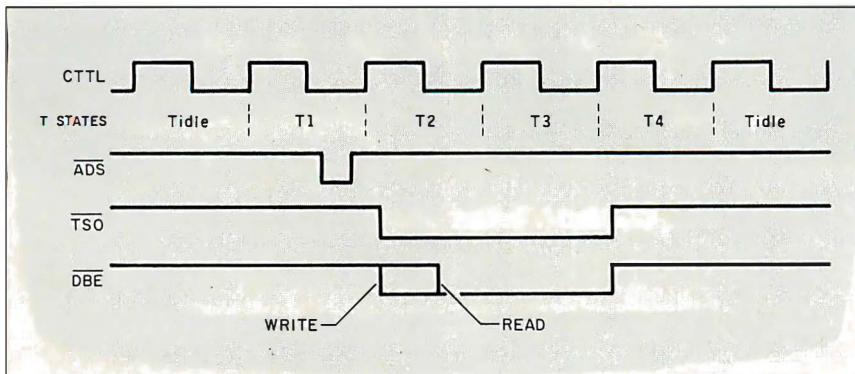 CTTL
T STATES Tidle T1 T2 T3 T4 Tidle
ADS
TSO
DBE
WRITE READ